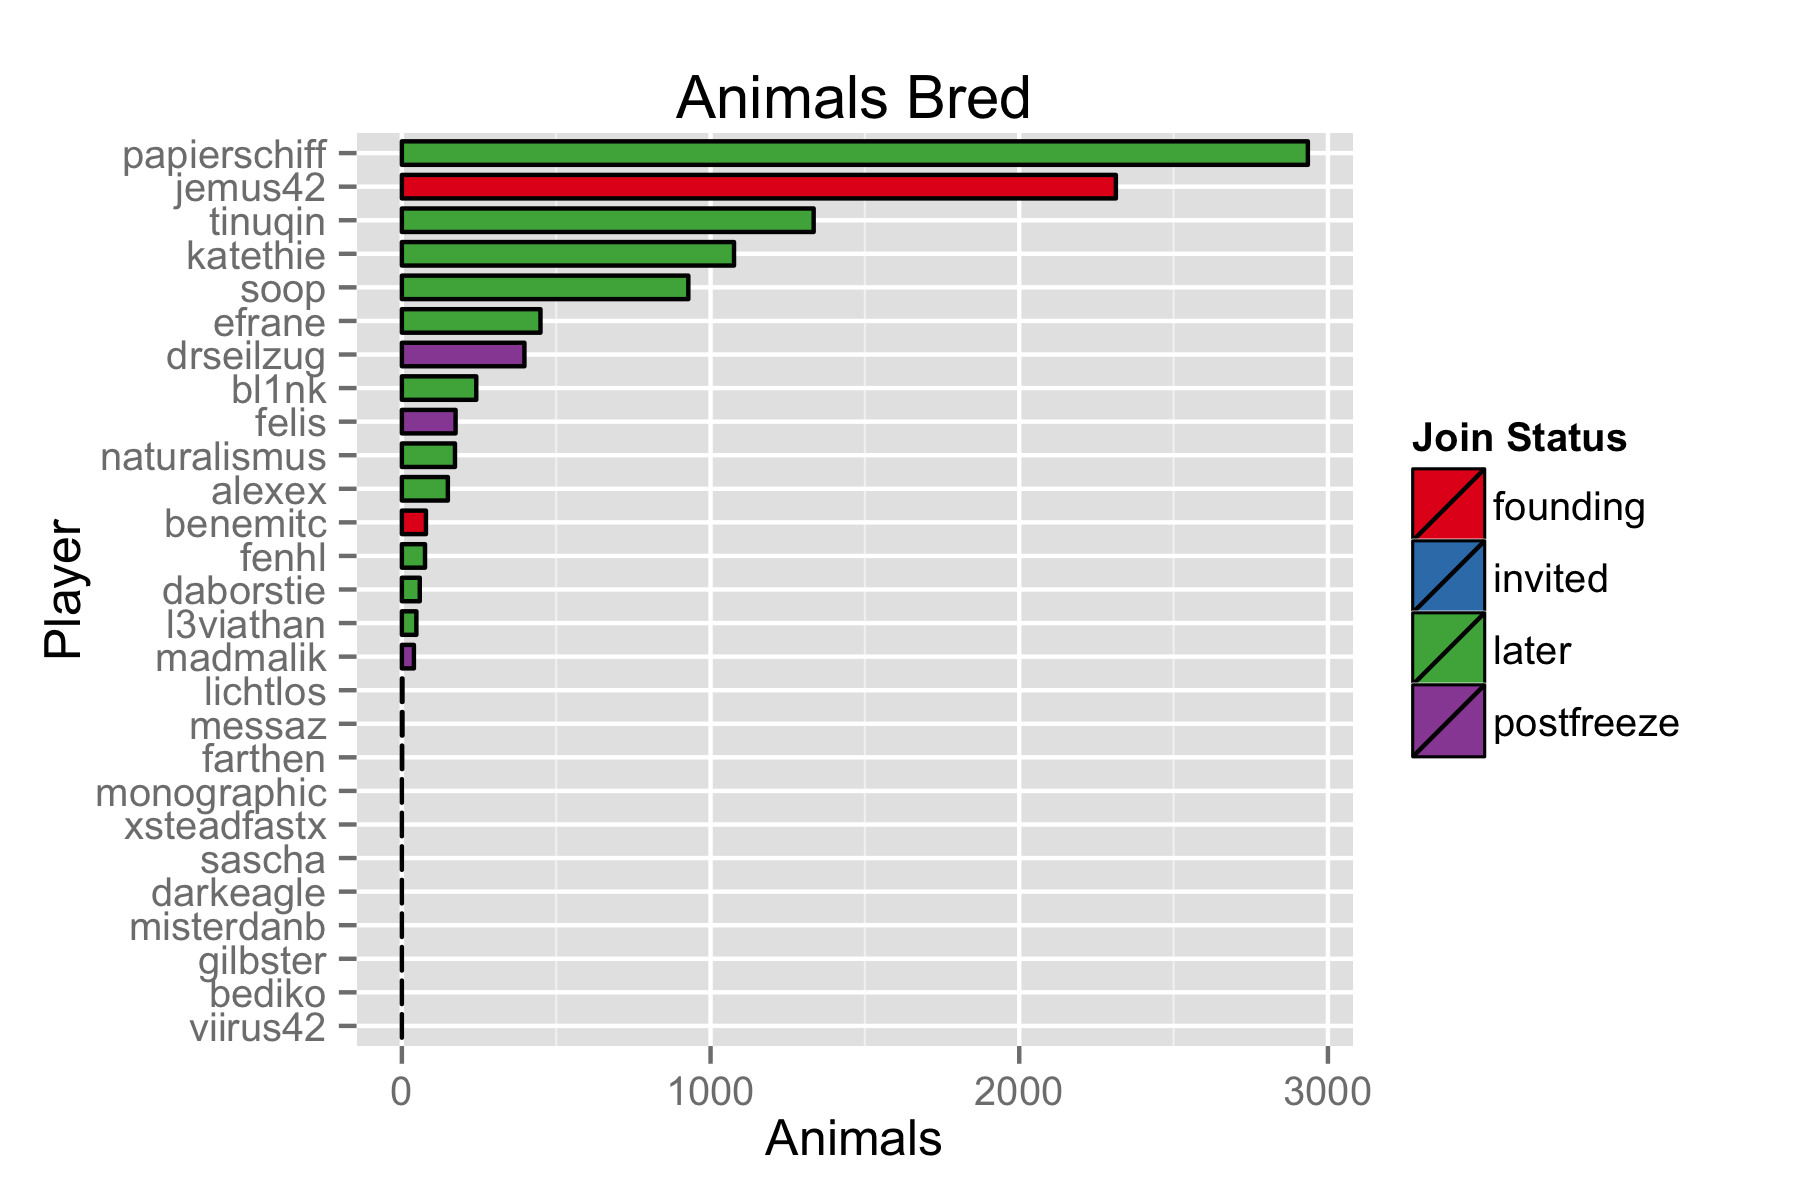 Animals Bred
papierschiff
jemus42
tinuqin
katethie
soop
efrane
drseilzug
bl1nk
felis
naturalismus
alexex
benemitc
fenhl
daborstie
l3viathan
madmalik
lichtlos
messaz
farthen
monographic
xsteadfastx
sascha
darkeagle
misterdanb
gilbster
bediko
viirus42
Player
0 1000 2000 3000
Animals
Join Status
founding
invited
later
postfreeze